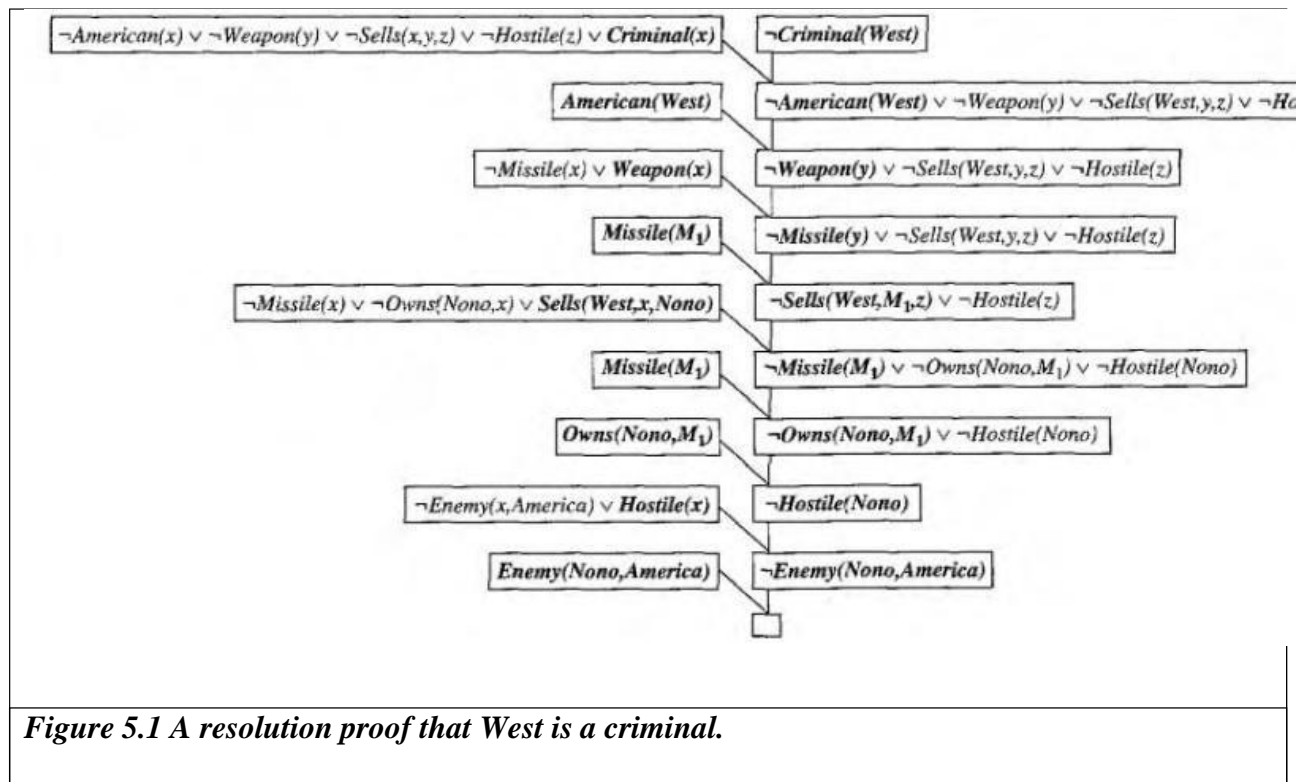 ¬American(x) ∨ ¬Weapon(y) ∨ ¬Sells(x,y,z) ∨ ¬Hostile(z) ∨ Criminal(x) ¬Criminal(West)
American(West) ¬American(West) ∨ ¬Weapon(y) ∨ ¬Sells(West,y,z) ∨ ¬Ho
¬Missile(x) ∨ Weapon(x) ¬Weapon(y) ∨ ¬Sells(West,y,z) ∨ ¬Hostile(z)
Missile(M₁) ¬Missile(y) ∨ ¬Sells(West,y,z) ∨ ¬Hostile(z)
¬Missile(x) ∨ ¬Owns(Nono,x) ∨ Sells(West,x,Nono) ¬Sells(West,M₁,z) ∨ ¬Hostile(z)
Missile(M₁) ¬Missile(M₁) ∨ ¬Owns(Nono,M₁) ∨ ¬Hostile(Nono)
Owns(Nono,M₁) ¬Owns(Nono,M₁) ∨ ¬Hostile(Nono)
¬Enemy(x,America) ∨ Hostile(x) ¬Hostile(Nono)
Enemy(Nono,America) ¬Enemy(Nono,America)
Figure 5.1 A resolution proof that West is a criminal.